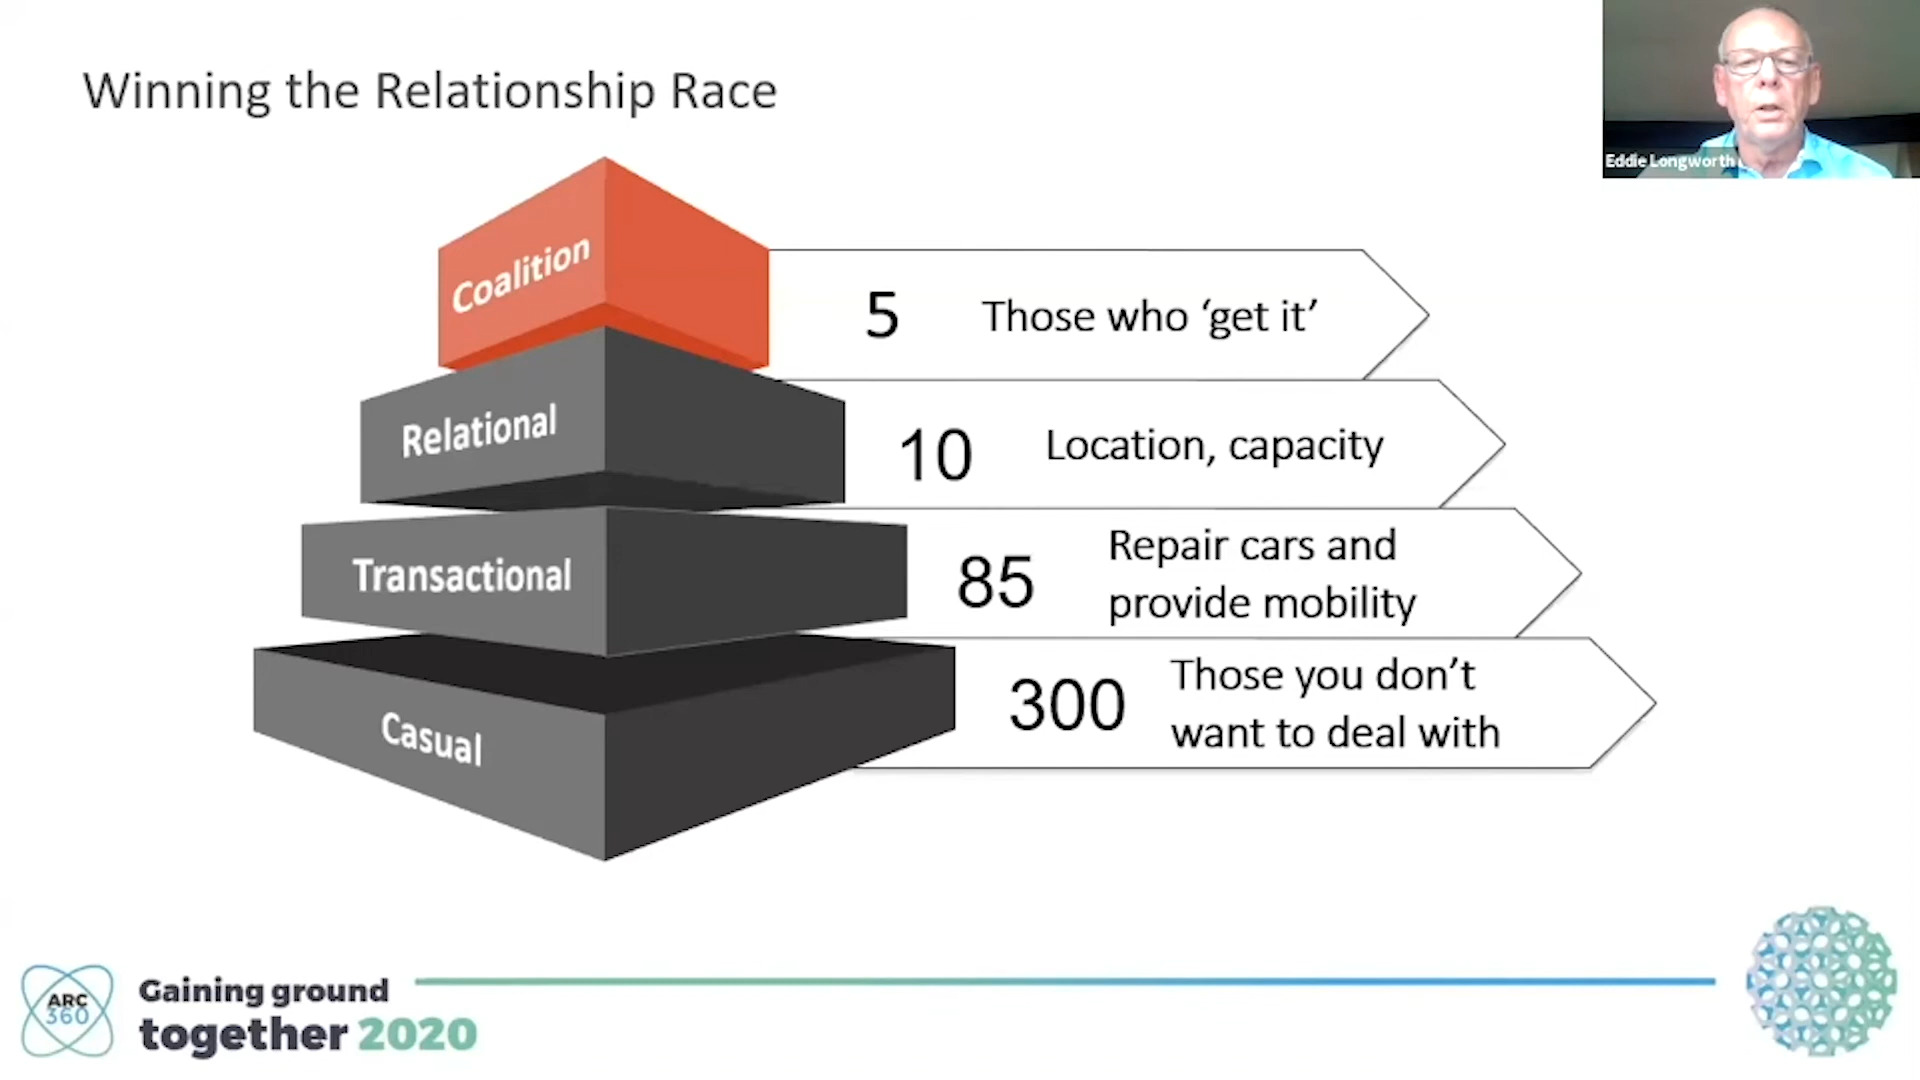 Winning the Relationship Race
Eddie Longworth
Coalition
5
Those who ‘get it’
Relational
10
Location, capacity
Transactional
85
Repair cars and
provide mobility
Casual
300
Those you don’t
want to deal with
ARC
360
Gaining ground
together 2020